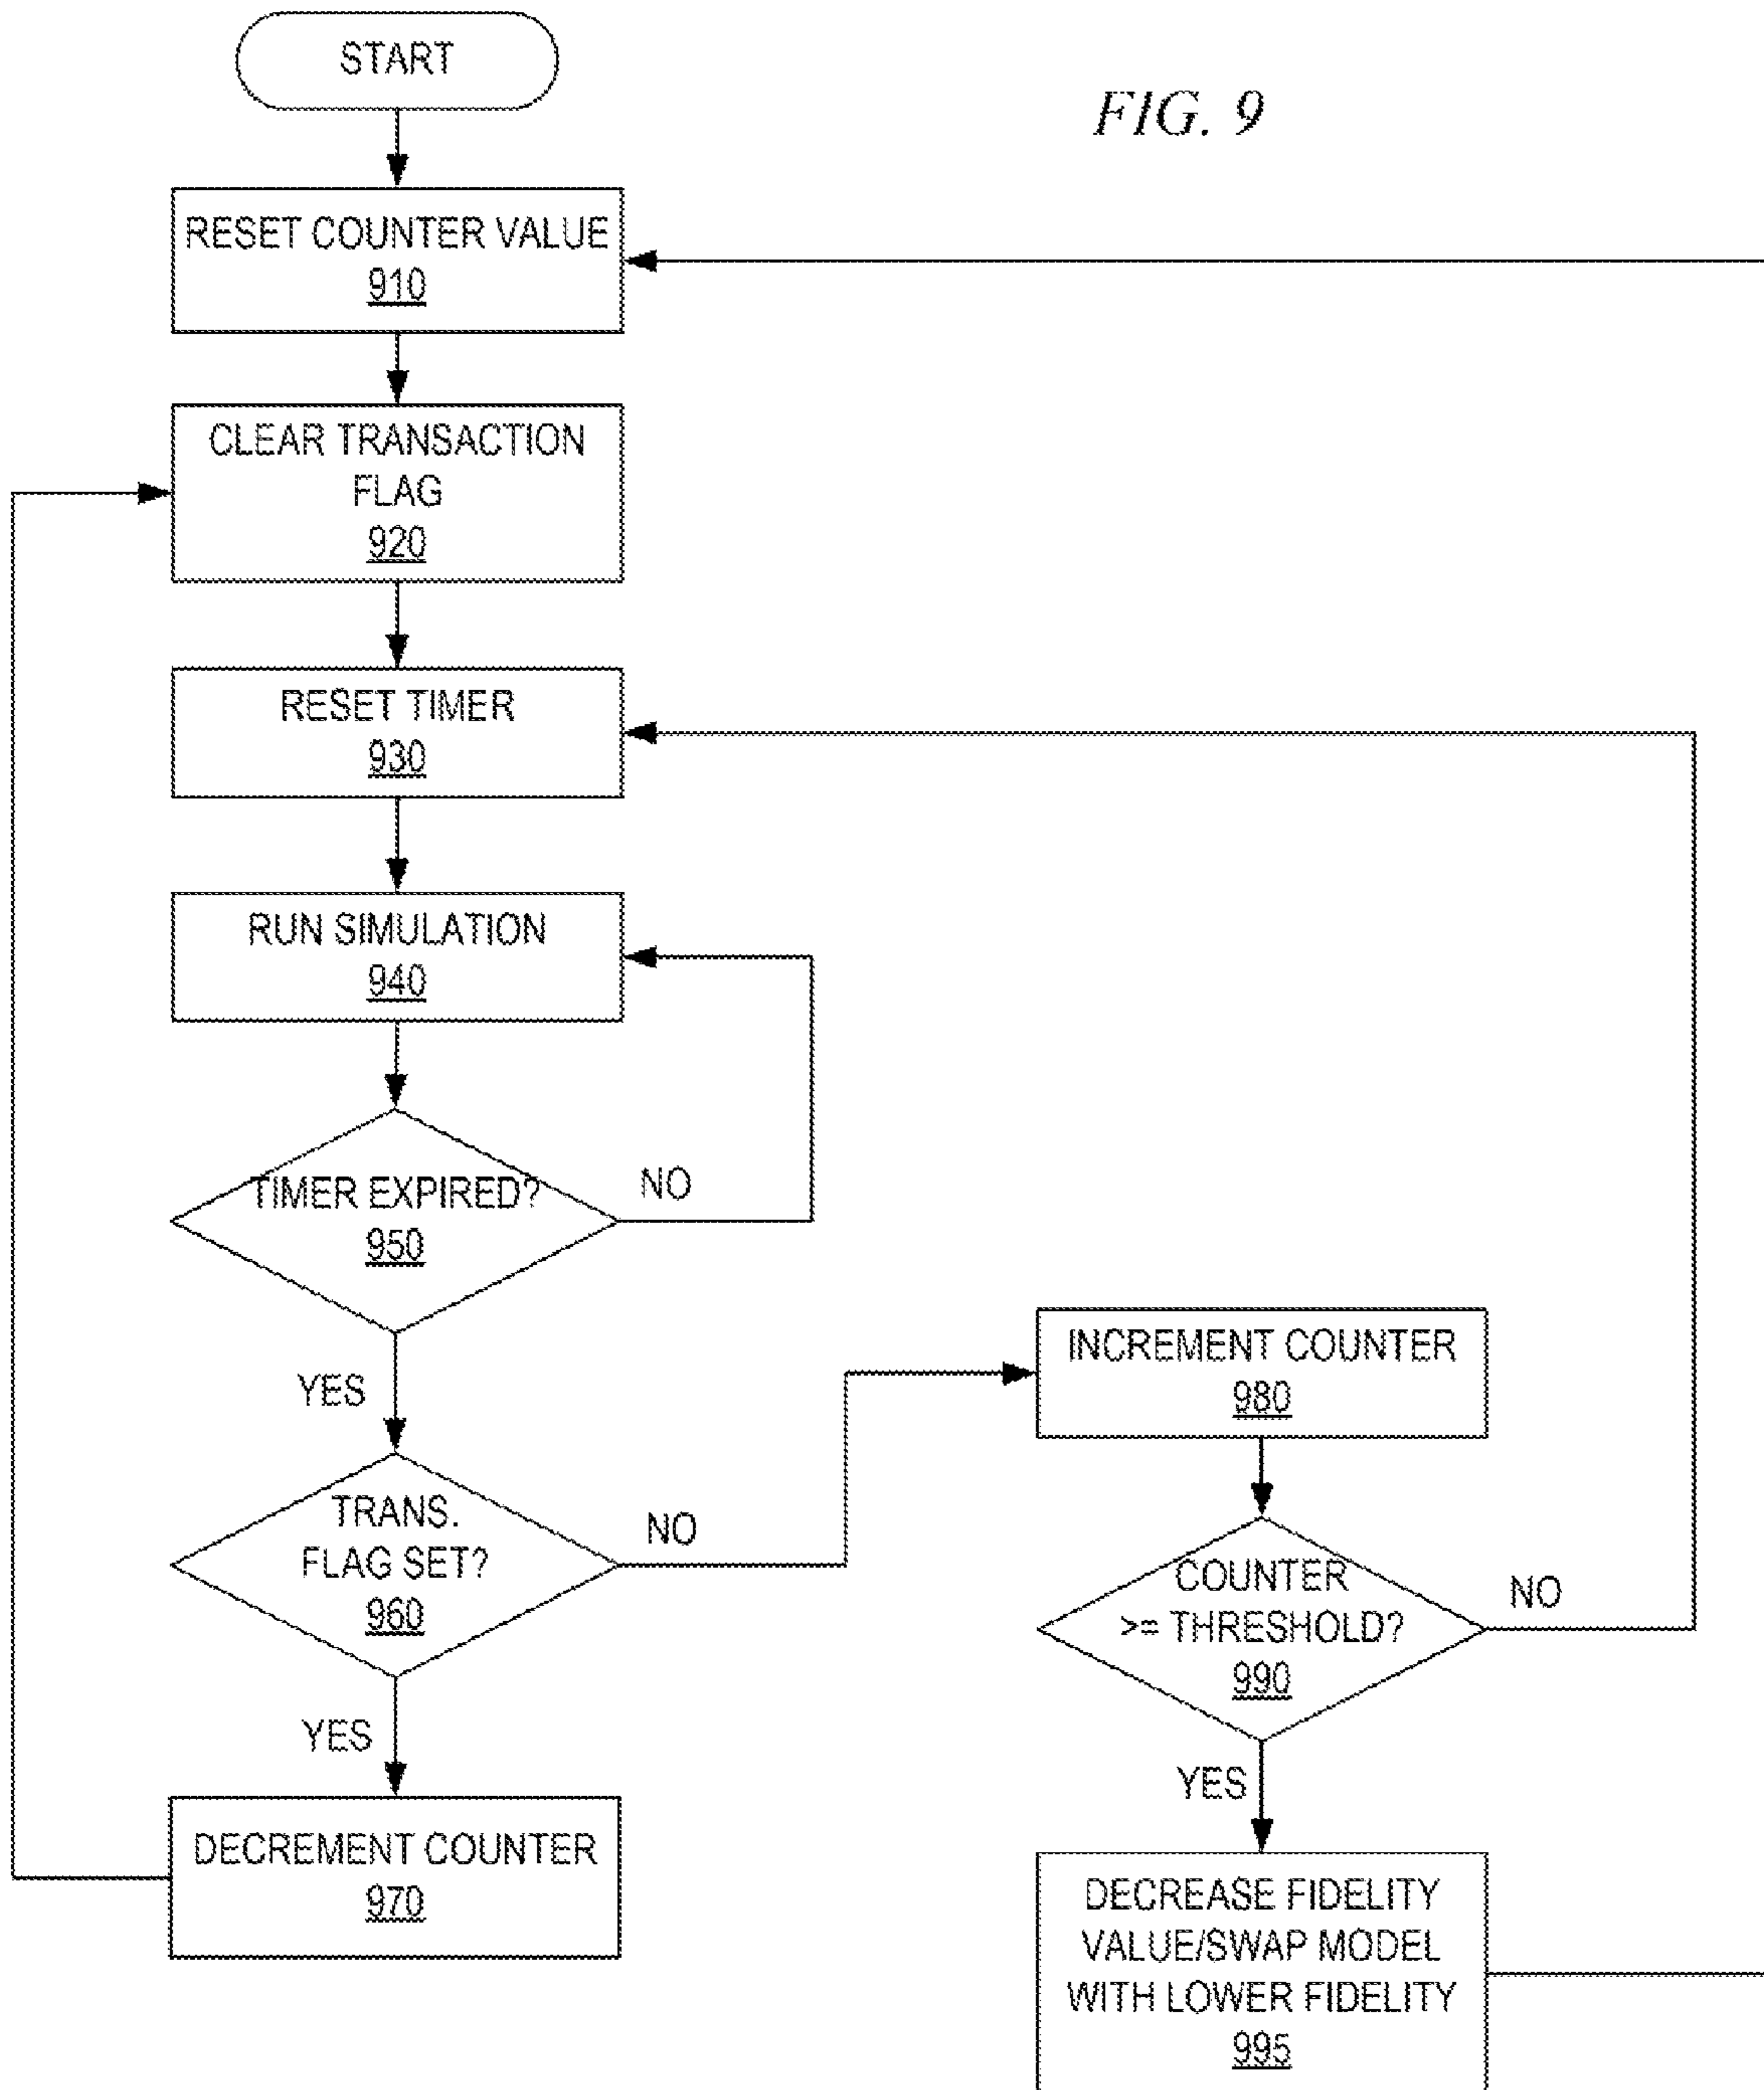 START
FIG. 9
RESET COUNTER VALUE
910
CLEAR TRANSACTION
FLAG
920
RESET TIMER
930
RUN SIMULATION
940
TIMER EXPIRED?
950
NO
YES
TRANS.
FLAG SET?
960
NO
YES
DECREMENT COUNTER
970
INCREMENT COUNTER
980
COUNTER
>= THRESHOLD?
990
NO
YES
DECREASE FIDELITY
VALUE/SWAP MODEL
WITH LOWER FIDELITY
995